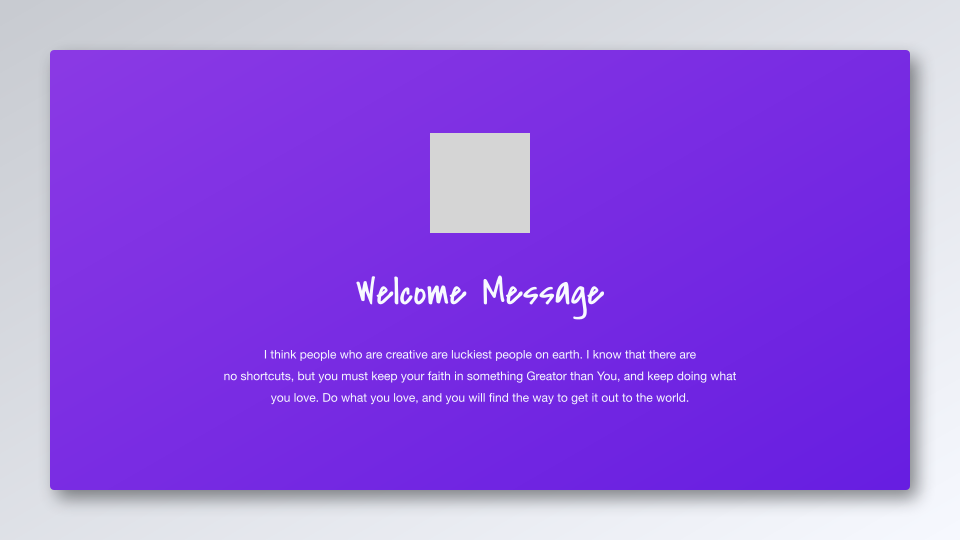 Welcome Message
I think people who are creative are luckiest people on earth. I know that there are
no shortcuts, but you must keep your faith in something Greator than You, and keep doing what
you love. Do what you love, and you will find the way to get it out to the world.